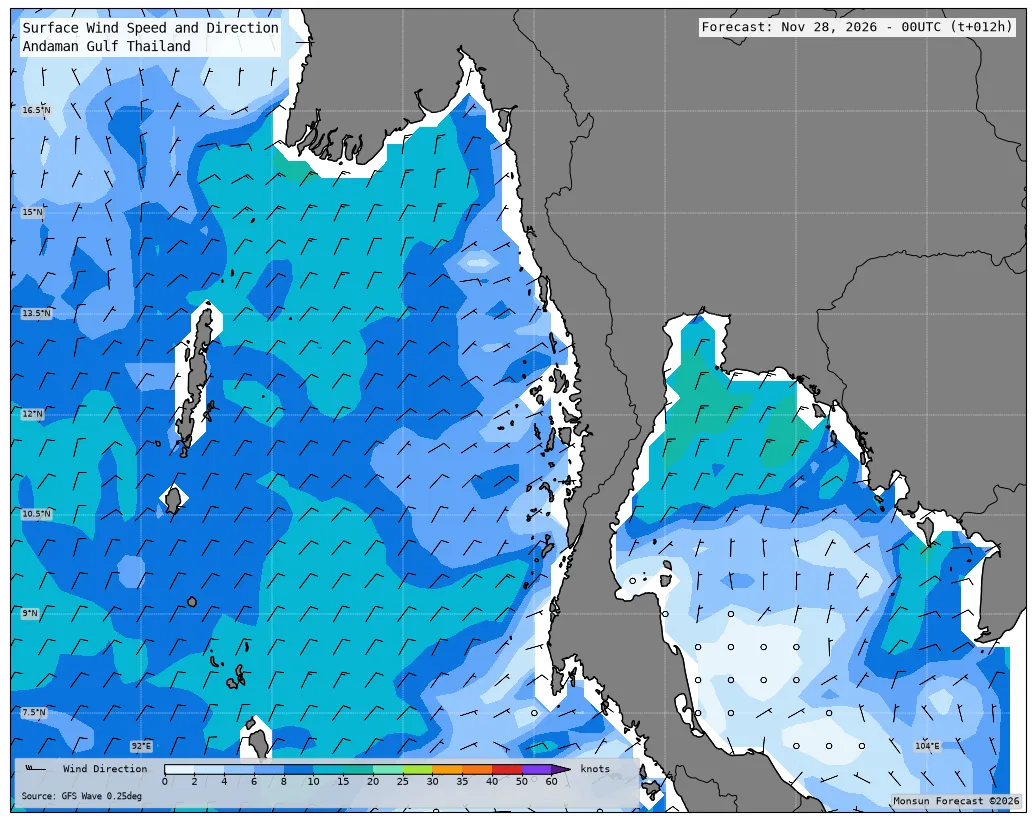 Surface Wind Speed and Direction
Andaman Gulf Thailand
Forecast: Nov 28, 2026 - 00UTC (t+012h)
16.5°N
15°N
13.5°N
12°N
10.5°N
9°N
7.5°N
92°E
104°E
Wind Direction
knots
0 2 4 6 8 10 15 20 25 30 35 40 50 60
Source: GFS Wave 0.25deg
Monsun Forecast ©2026